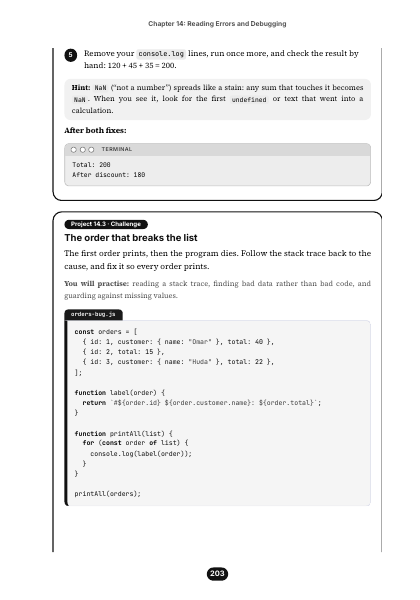 Chapter 14: Reading Errors and Debugging
5 Remove your console.log lines, run once more, and check the result by
hand: 120 + 45 + 35 = 200.
Hint: NaN (“not a number”) spreads like a stain: any sum that touches it becomes
NaN. When you see it, look for the first undefined or text that went into a
calculation.
After both fixes:
TERMINAL
Total: 200
After discount: 180
Project 14.3 · Challenge
The order that breaks the list
The first order prints, then the program dies. Follow the stack trace back to the
cause, and fix it so every order prints.
You will practise: reading a stack trace, finding bad data rather than bad code, and
guarding against missing values.
orders-bug.js
const orders = [
  { id: 1, customer: { name: "Omar" }, total: 40 },
  { id: 2, total: 15 },
  { id: 3, customer: { name: "Huda" }, total: 22 },
];
function label(order) {
  return `#${order.id} ${order.customer.name}: ${order.total}`;
}
function printAll(list) {
  for (const order of list) {
    console.log(label(order));
  }
}
printAll(orders);
203